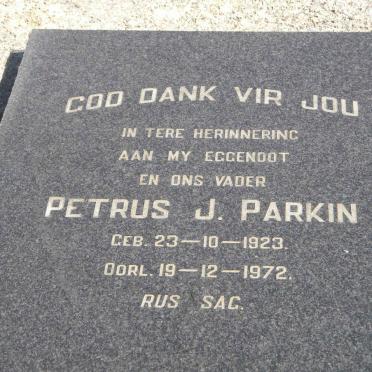 GOD DANK VIR JOU
IN TERE HERINNERING
AAN MY EGGENOOT
EN ONS VADER
PETRUS J. PARKIN
GEB. 23-10-1923.
OORL. 19-12-1972.
RUS SAG.